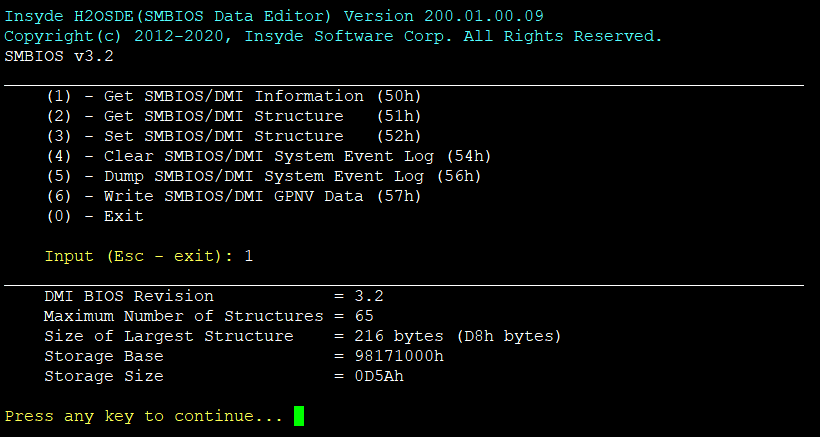 Insyde H2OSDE(SMBIOS Data Editor) Version 200.01.00.09
Copyright(c) 2012-2020, Insyde Software Corp. All Rights Reserved.
SMBIOS v3.2
(1) - Get SMBIOS/DMI Information (50h)
(2) - Get SMBIOS/DMI Structure   (51h)
(3) - Set SMBIOS/DMI Structure   (52h)
(4) - Clear SMBIOS/DMI System Event Log (54h)
(5) - Dump SMBIOS/DMI System Event Log (56h)
(6) - Write SMBIOS/DMI GPNV Data (57h)
(0) - Exit
Input (Esc - exit): 1
DMI BIOS Revision            = 3.2
Maximum Number of Structures = 65
Size of Largest Structure    = 216 bytes (D8h bytes)
Storage Base                 = 98171000h
Storage Size                 = 0D5Ah
Press any key to continue...